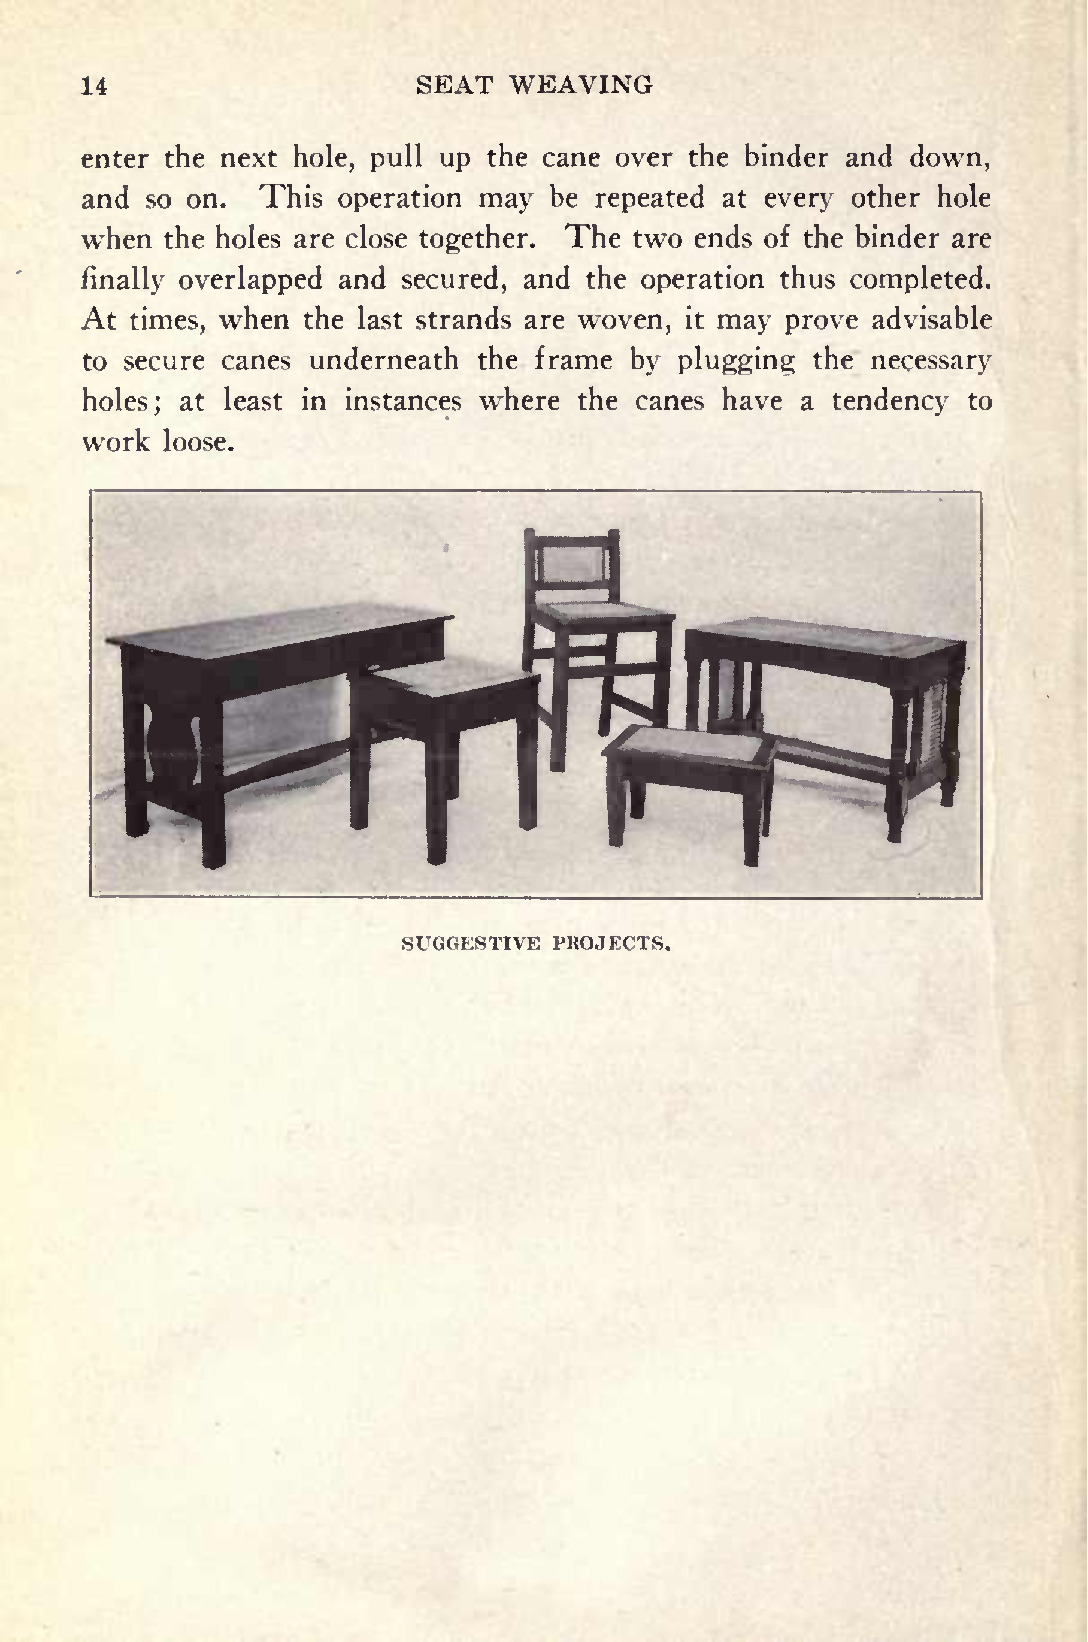 14 SEAT WEAVING
enter the next hole, pull up the cane over the binder and down,
and so on. This operation may be repeated at every other hole
when the holes are close together. The two ends of the binder are
finally overlapped and secured, and the operation thus completed.
At times, when the last strands are woven, it may prove advisable
to secure canes underneath the frame by plugging the necessary
holes; at least in instances where the canes have a tendency to
work loose.
SUGGESTIVE PROJECTS.